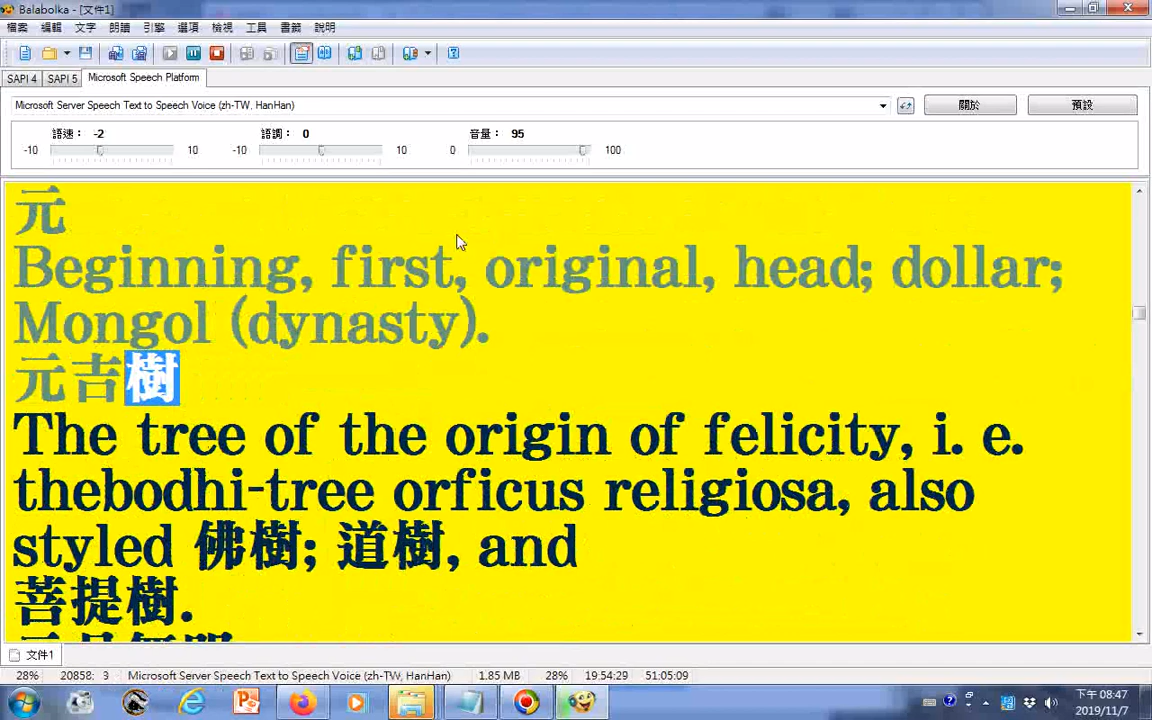 Balabolka - [文件1]
檔案 編輯 文字 朗讀 引擎 選項 檢視 工具 書籤 說明
SAPI 4 SAPI 5 Microsoft Speech Platform
Microsoft Server Speech Text to Speech Voice (zh-TW, HanHan) 關於 預設
語速： -2 語調： 0 音量： 95
-10 10 -10 10 0 100
元
Beginning, first, original, head; dollar;
Mongol (dynasty).
元吉樹
The tree of the origin of felicity, i. e.
thebodhi-tree orficus religiosa, also
styled 佛樹; 道樹, and
菩提樹.
文件1
28% 20858: 3 Microsoft Server Speech Text to Speech Voice (zh-TW, HanHan) 1.85 MB 28% 19:54:29 51:05:09
下午 08:47
2019/11/7